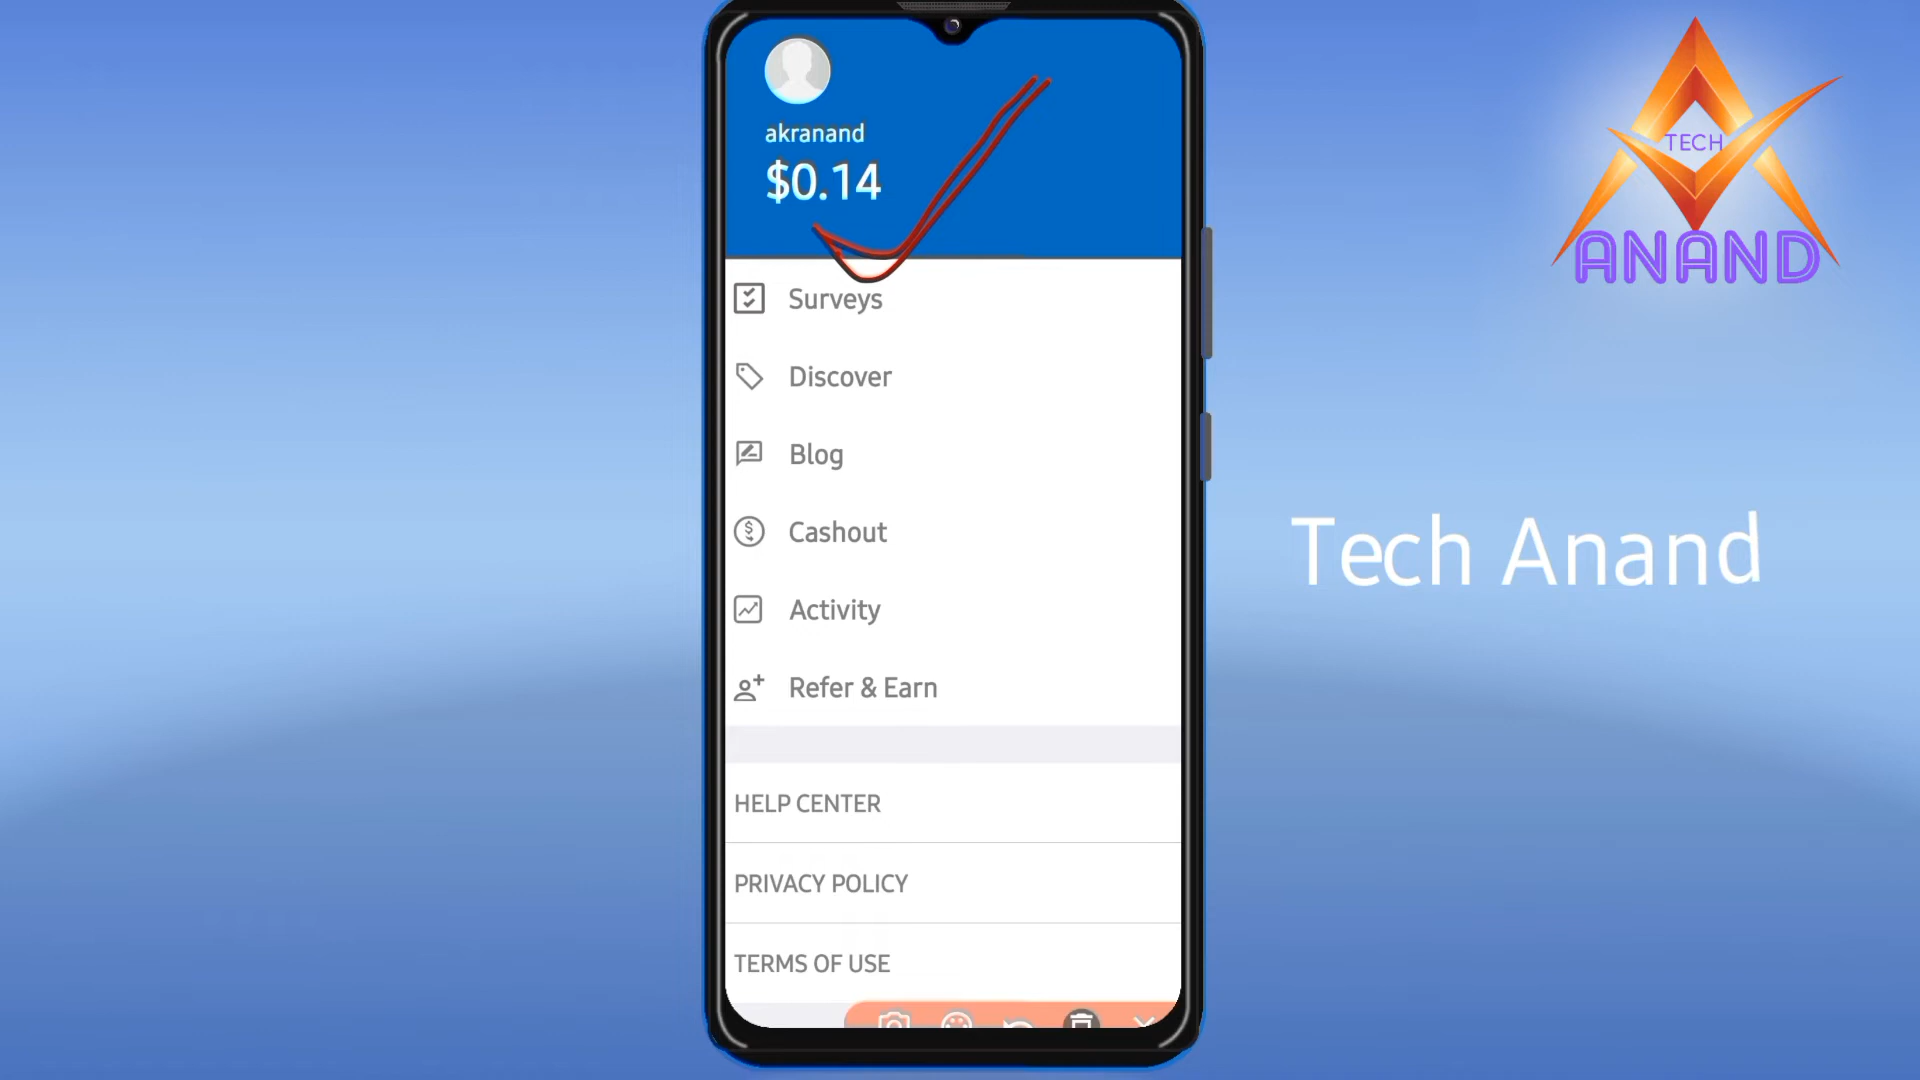 akranand
$0.14
Surveys
Discover
Blog
Cashout
Activity
Refer & Earn
HELP CENTER
PRIVACY POLICY
TERMS OF USE
TECH
ANAND
Tech Anand